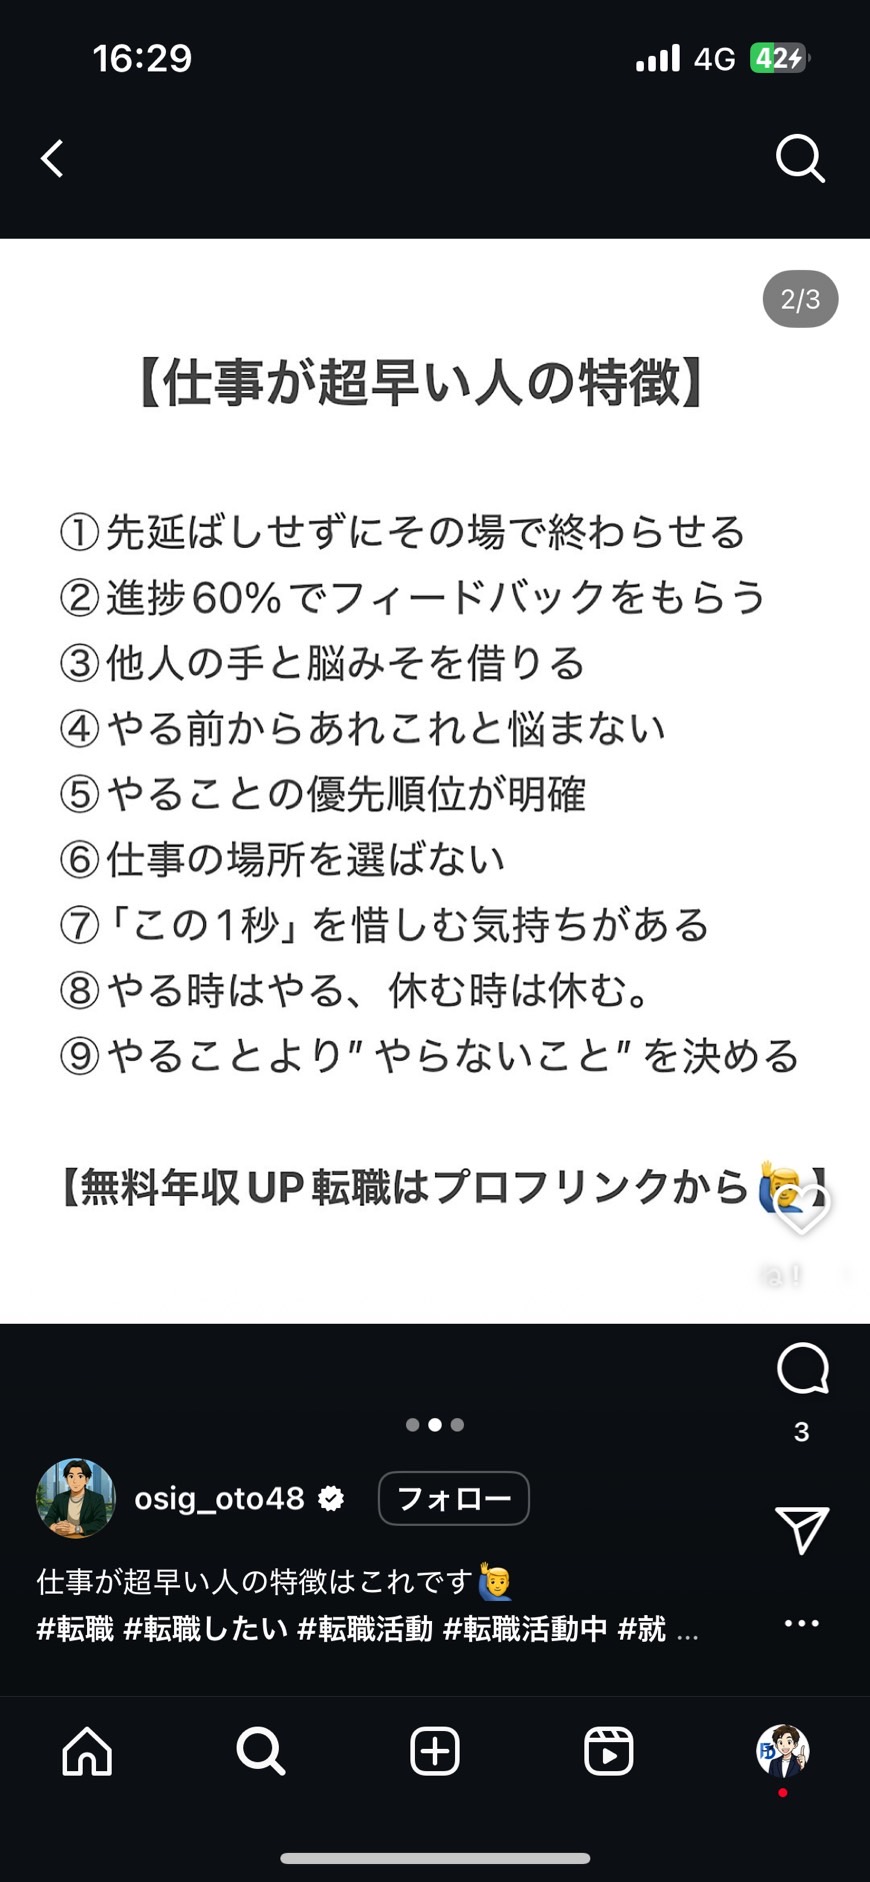 16:29
4G
42
2/3
【仕事が超早い人の特徴】
①先延ばしせずにその場で終わらせる
②進捗60%でフィードバックをもらう
③他人の手と脳みそを借りる
④やる前からあれこれと悩まない
⑤やることの優先順位が明確
⑥仕事の場所を選ばない
⑦「この1秒」を惜しむ気持ちがある
⑧やる時はやる、休む時は休む。
⑨やることより”やらないこと”を決める
【無料年収UP転職はプロフリンクから🙋‍♂️】
ね！
3
osig_oto48
フォロー
仕事が超早い人の特徴はこれです🙋‍♂️
#転職 #転職したい #転職活動 #転職活動中 #就 ...